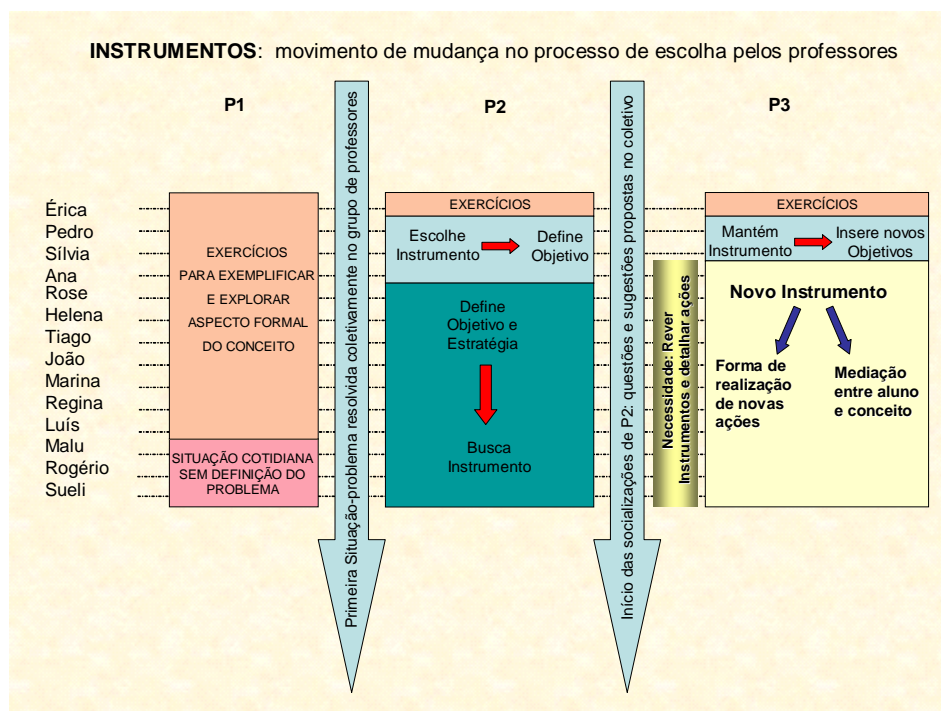 INSTRUMENTOS: movimento de mudança no processo de escolha pelos professores
P1
P2
P3
Érica
Pedro
Sílvia
Ana
Rose
Helena
Tiago
João
Marina
Regina
Luís
Malu
Rogério
Sueli
EXERCÍCIOS
PARA EXEMPLIFICAR
E EXPLORAR
ASPECTO FORMAL
DO CONCEITO
SITUAÇÃO COTIDIANA
SEM DEFINIÇÃO DO
PROBLEMA
Primeira Situação-problema resolvida coletivamente no grupo de professores
EXERCÍCIOS
Escolhe
Instrumento
Define
Objetivo
Define
Objetivo e
Estratégia
Busca
Instrumento
Início das socializações de P2: questões e sugestões propostas no coletivo
Necessidade: Rever
Instrumentos e detalhar ações
EXERCÍCIOS
Mantém
Instrumento
Insere novos
Objetivos
Novo Instrumento
Forma de
realização
de novas
ações
Mediação
entre aluno
e conceito